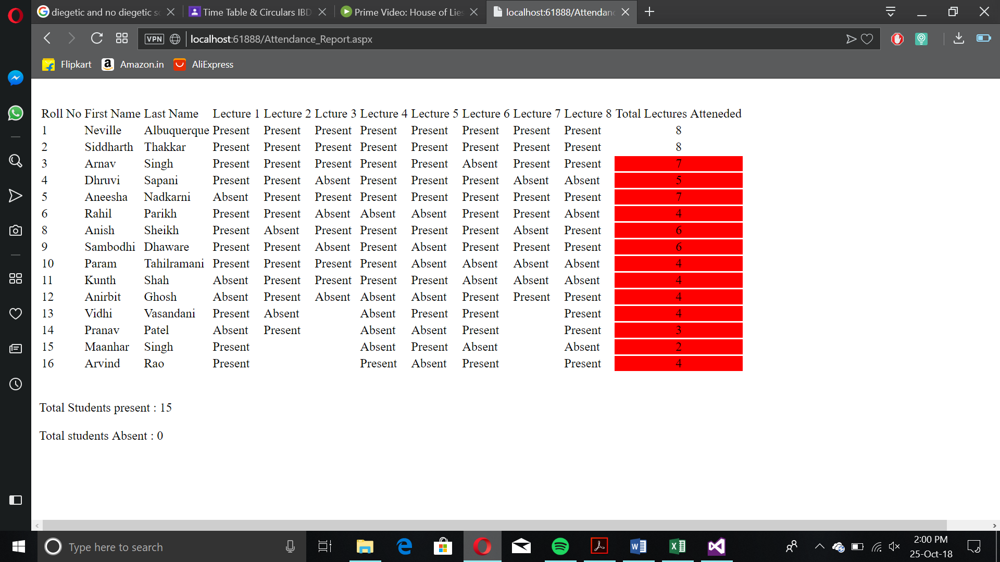 diegetic and no diegetic so
Time Table & Circulars IBD
Prime Video: House of Lies
localhost:61888/Attendanc
VPN localhost:61888/Attendance_Report.aspx
Flipkart Amazon.in AliExpress
Roll No First Name Last Name Lecture 1 Lecture 2 Lcture 3 Lecture 4 Lecture 5 Lecture 6 Lecture 7 Lecture 8 Total Lectures Atteneded
1 Neville Albuquerque Present Present Present Present Present Present Present Present 8
2 Siddharth Thakkar Present Present Present Present Present Present Present Present 8
3 Arnav Singh Present Present Present Present Present Absent Present Present 7
4 Dhruvi Sapani Present Present Absent Present Present Present Absent Absent 5
5 Aneesha Nadkarni Absent Present Present Present Present Present Present Present 7
6 Rahil Parikh Present Present Absent Absent Absent Present Present Absent 4
8 Anish Sheikh Present Absent Present Present Present Present Absent Present 6
9 Sambodhi Dhaware Present Present Absent Present Absent Present Present Present 6
10 Param Tahilramani Present Present Present Present Absent Absent Absent Absent 4
11 Kunth Shah Absent Present Present Present Present Absent Absent Absent 4
12 Anirbit Ghosh Absent Present Absent Absent Absent Present Present Present 4
13 Vidhi Vasandani Present Absent Absent Present Present Present 4
14 Pranav Patel Absent Present Absent Absent Present Present 3
15 Maanhar Singh Present Absent Present Absent Absent 2
16 Arvind Rao Present Present Absent Present Present 4
Total Students present : 15
Total students Absent : 0
Type here to search
2:00 PM
25-Oct-18